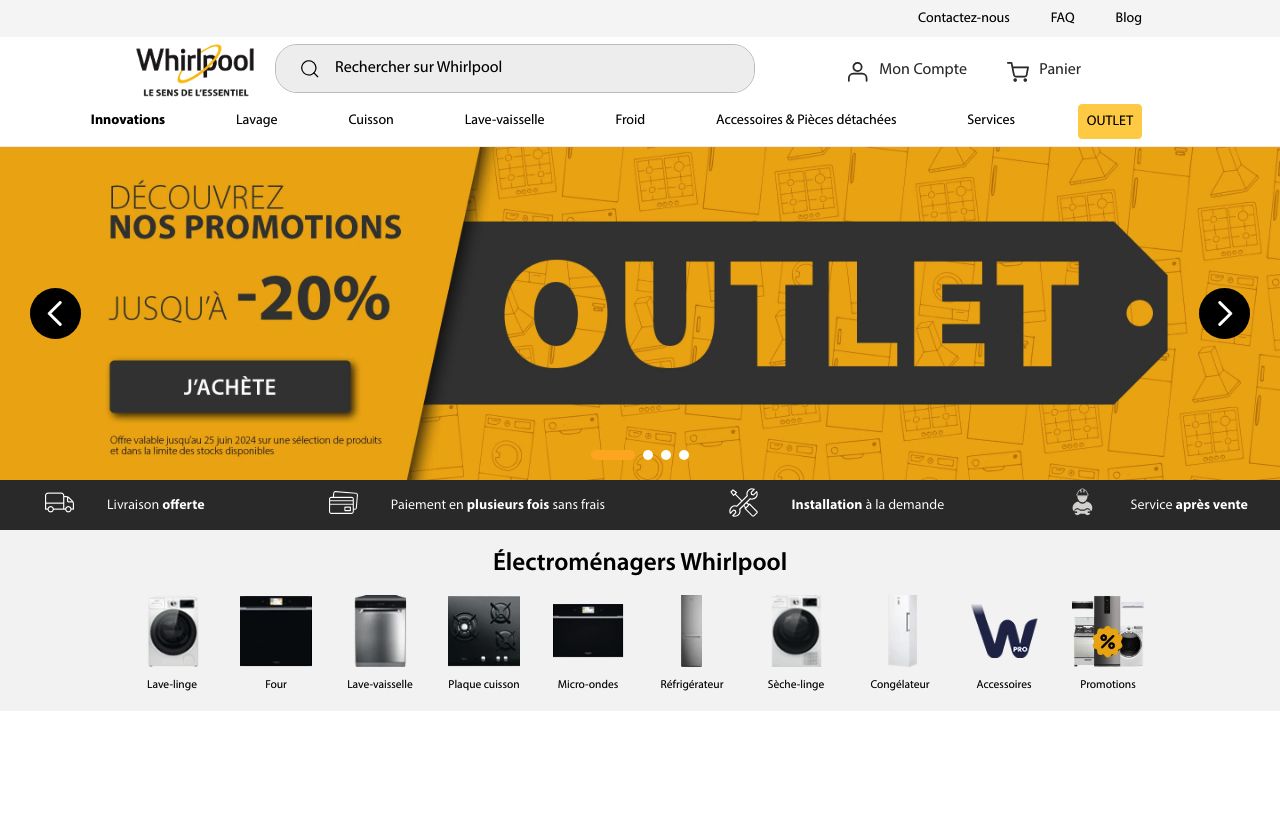 Contactez-nous FAQ Blog
Whirlpool
LE SENS DE L'ESSENTIEL
Rechercher sur Whirlpool
Mon Compte
Panier
Innovations Lavage Cuisson Lave-vaisselle Froid Accessoires & Pièces détachées Services OUTLET
DÉCOUVREZ
NOS PROMOTIONS
JUSQU'À -20%
J'ACHÈTE
Offre valable jusqu'au 25 juin 2024 sur une sélection de produits
et dans la limite des stocks disponibles
OUTLET
Livraison offerte Paiement en plusieurs fois sans frais Installation à la demande Service après vente
Électroménagers Whirlpool
W PRO
%
Lave-linge Four Lave-vaisselle Plaque cuisson Micro-ondes Réfrigérateur Sèche-linge Congélateur Accessoires Promotions